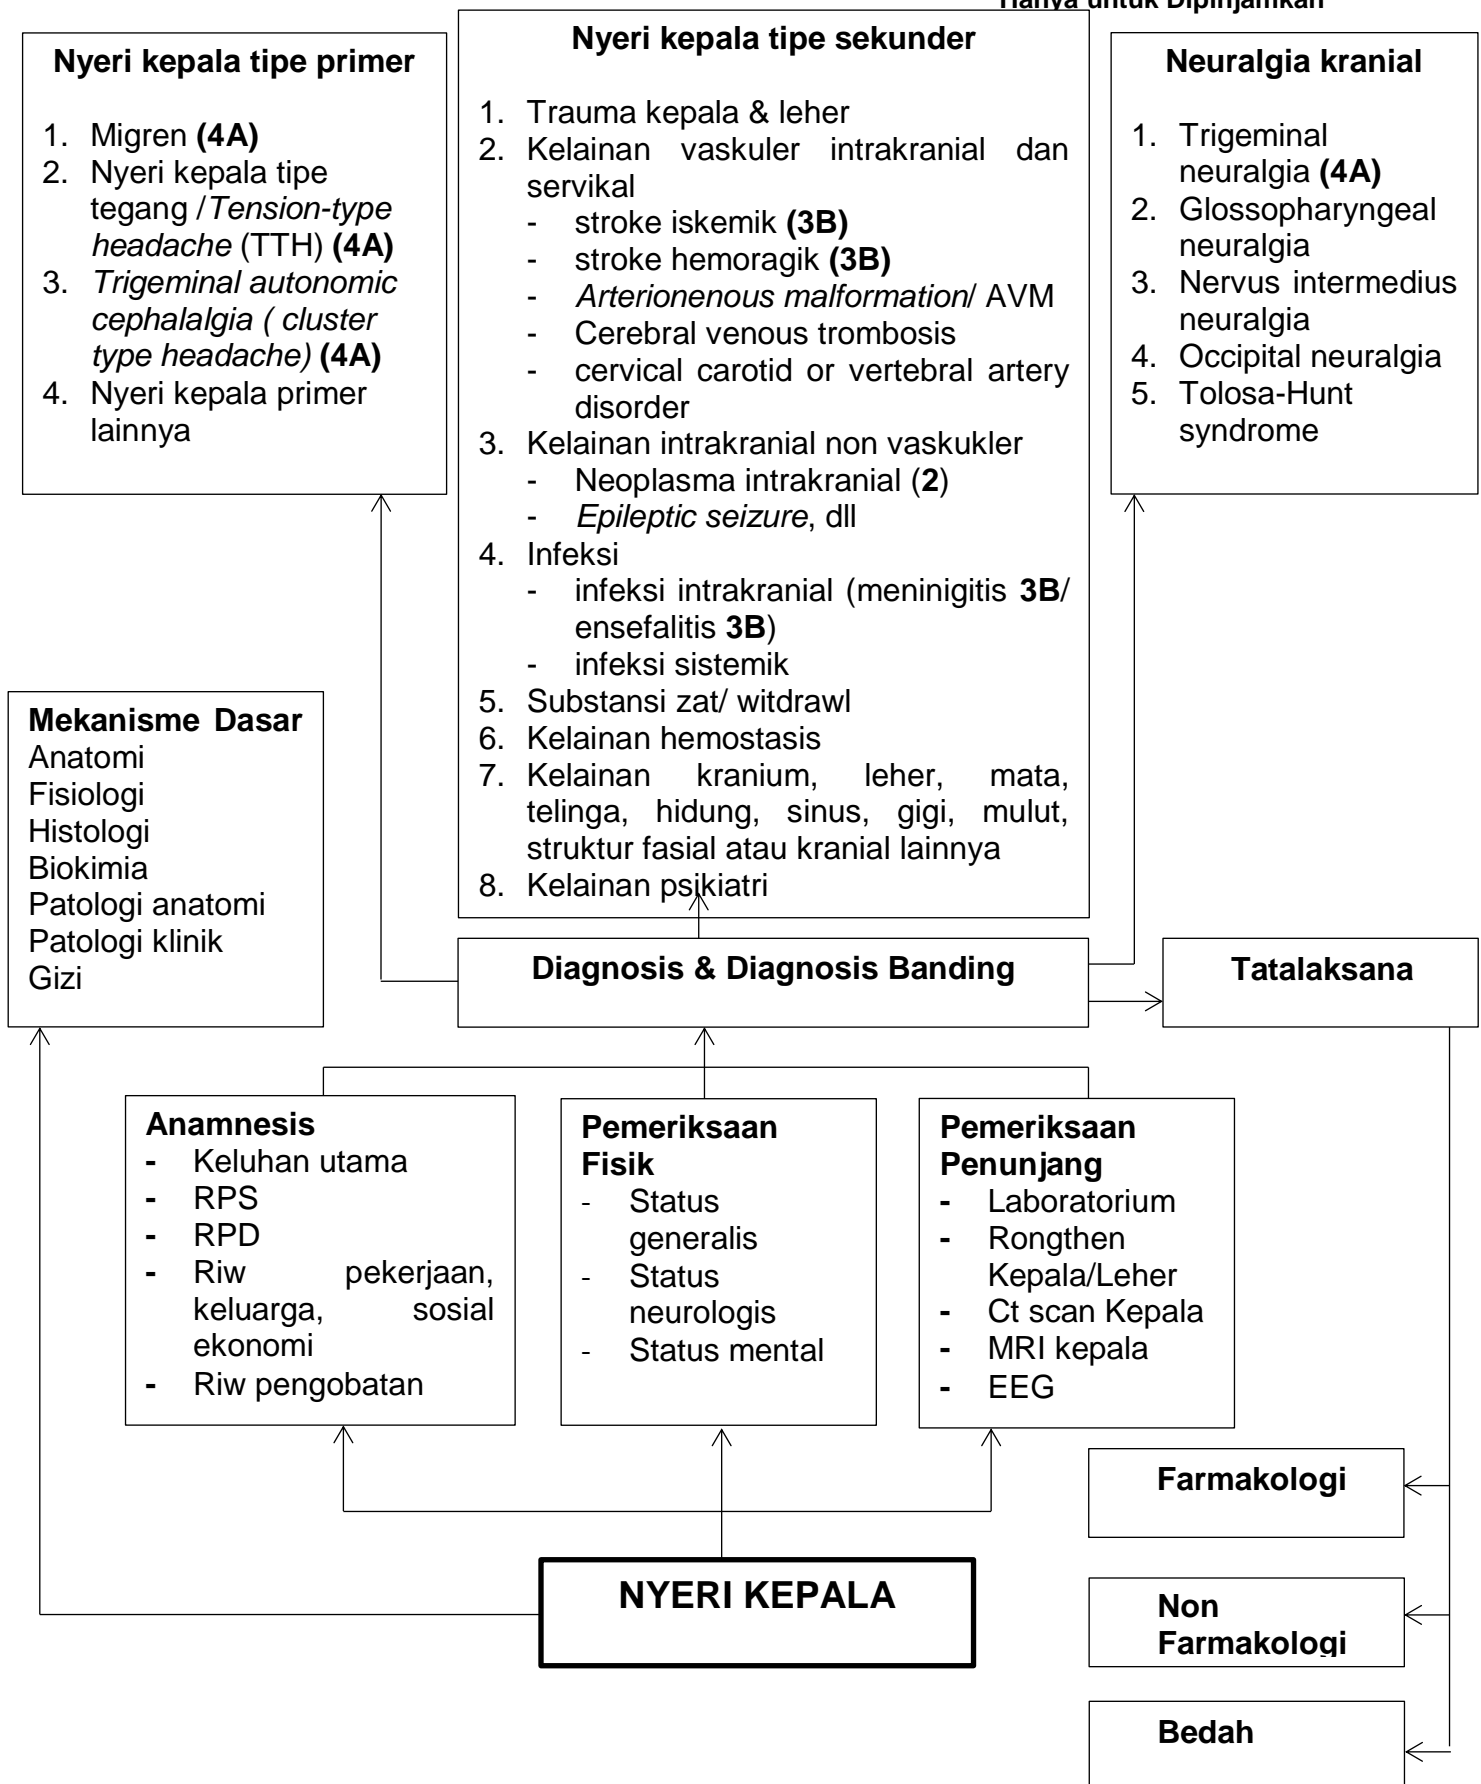 Hanya untuk Dipinjamkan
Nyeri kepala tipe primer
1. Migren (4A)
2. Nyeri kepala tipe
tegang /Tension-type
headache (TTH) (4A)
3. Trigeminal autonomic
cephalalgia ( cluster
type headache) (4A)
4. Nyeri kepala primer
lainnya
Nyeri kepala tipe sekunder
1. Trauma kepala & leher
2. Kelainan vaskuler intrakranial dan
servikal
- stroke iskemik (3B)
- stroke hemoragik (3B)
- Arterionenous malformation/ AVM
- Cerebral venous trombosis
- cervical carotid or vertebral artery
disorder
3. Kelainan intrakranial non vaskukler
- Neoplasma intrakranial (2)
- Epileptic seizure, dll
4. Infeksi
- infeksi intrakranial (meninigitis 3B/
ensefalitis 3B)
- infeksi sistemik
5. Substansi zat/ witdrawl
6. Kelainan hemostasis
7. Kelainan kranium, leher, mata,
telinga, hidung, sinus, gigi, mulut,
struktur fasial atau kranial lainnya
8. Kelainan psikiatri
Neuralgia kranial
1. Trigeminal
neuralgia (4A)
2. Glossopharyngeal
neuralgia
3. Nervus intermedius
neuralgia
4. Occipital neuralgia
5. Tolosa-Hunt
syndrome
Mekanisme Dasar
Anatomi
Fisiologi
Histologi
Biokimia
Patologi anatomi
Patologi klinik
Gizi
Diagnosis & Diagnosis Banding
Tatalaksana
Anamnesis
- Keluhan utama
- RPS
- RPD
- Riw pekerjaan,
keluarga, sosial
ekonomi
- Riw pengobatan
Pemeriksaan
Fisik
- Status
generalis
- Status
neurologis
- Status mental
Pemeriksaan
Penunjang
- Laboratorium
- Rongthen
Kepala/Leher
- Ct scan Kepala
- MRI kepala
- EEG
Farmakologi
NYERI KEPALA
Non
Farmakologi
Bedah